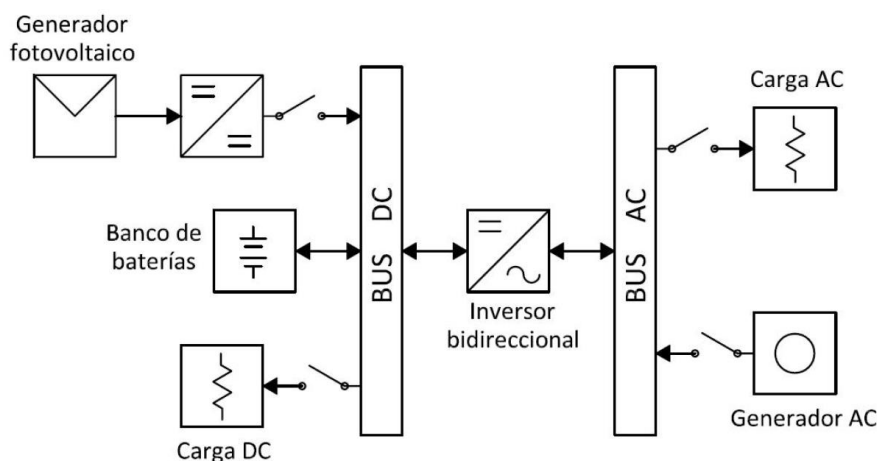 Generador
fotovoltaico
Banco de
baterías
Carga DC
BUS DC
Inversor
bidireccional
BUS AC
Carga AC
Generador AC